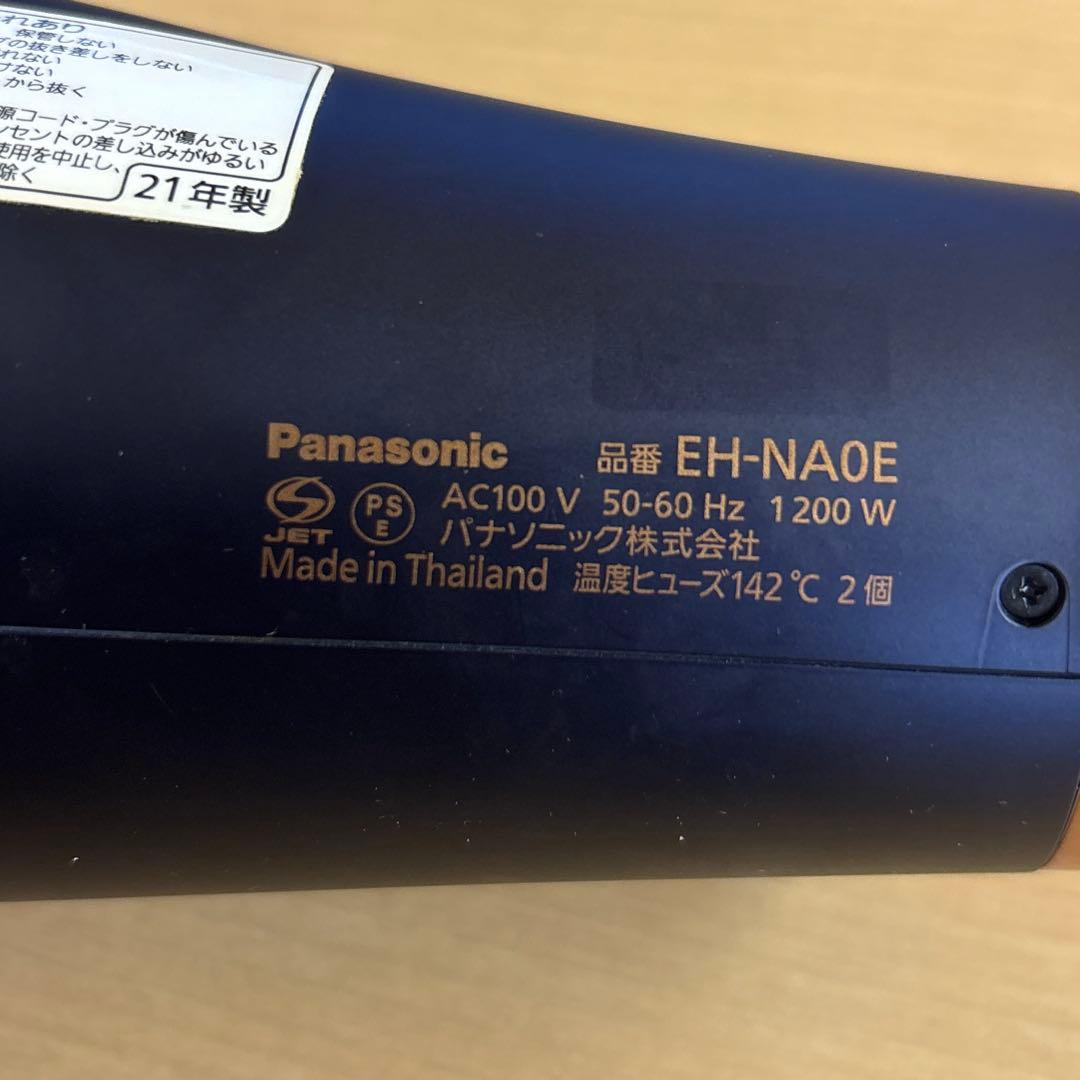 れあり
保管しない
の抜き差しをしない
れない
けない
から抜く
源コード・プラグが傷んでいる
ンセントの差し込みがゆるい
使用を中止し、
除く
21年製
Panasonic 品番 EH-NA0E
JET PS E AC100 V 50-60 Hz 1200 W
パナソニック株式会社
Made in Thailand 温度ヒューズ142℃ 2個